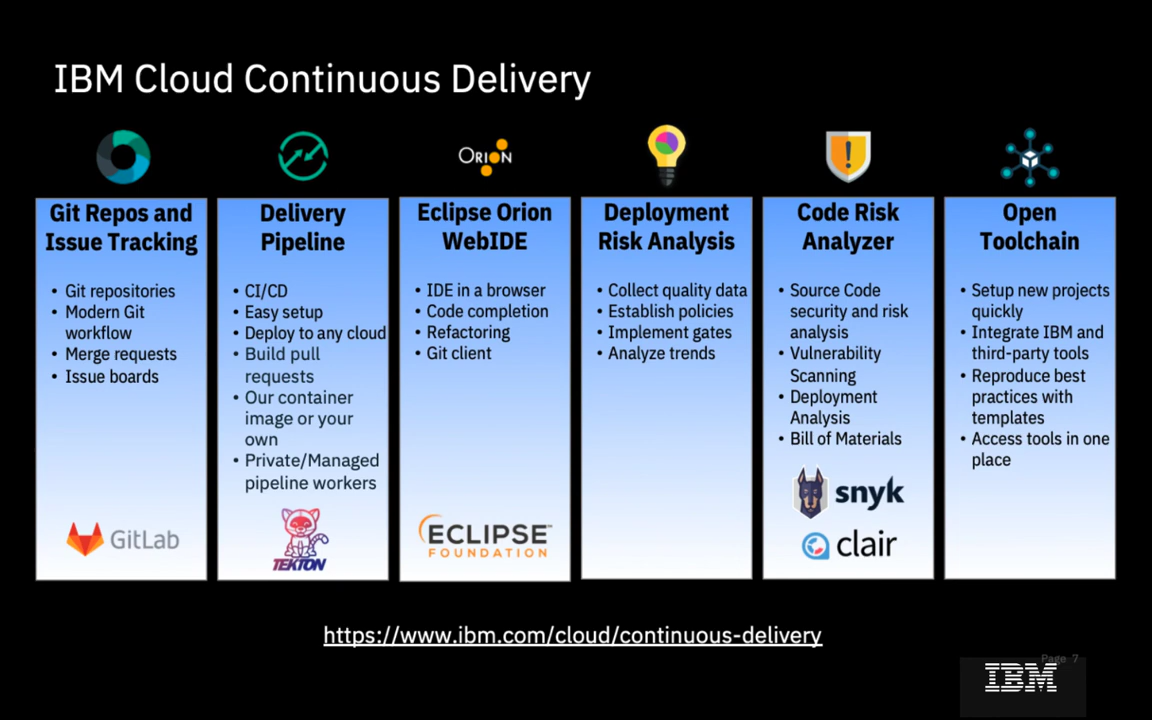 IBM Cloud Continuous Delivery
ORION
Git Repos and
Issue Tracking
• Git repositories
• Modern Git
workflow
• Merge requests
• Issue boards
GitLab
Delivery
Pipeline
• CI/CD
• Easy setup
• Deploy to any cloud
• Build pull
requests
• Our container
image or your
own
• Private/Managed
pipeline workers
TEKTON
Eclipse Orion
WebIDE
• IDE in a browser
• Code completion
• Refactoring
• Git client
ECLIPSE™
FOUNDATION
Deployment
Risk Analysis
• Collect quality data
• Establish policies
• Implement gates
• Analyze trends
Code Risk
Analyzer
• Source Code
security and risk
analysis
• Vulnerability
Scanning
• Deployment
Analysis
• Bill of Materials
snyk
clair
Open
Toolchain
• Setup new projects
quickly
• Integrate IBM and
third-party tools
• Reproduce best
practices with
templates
• Access tools in one
place
https://www.ibm.com/cloud/continuous-delivery
Page 7
IBM